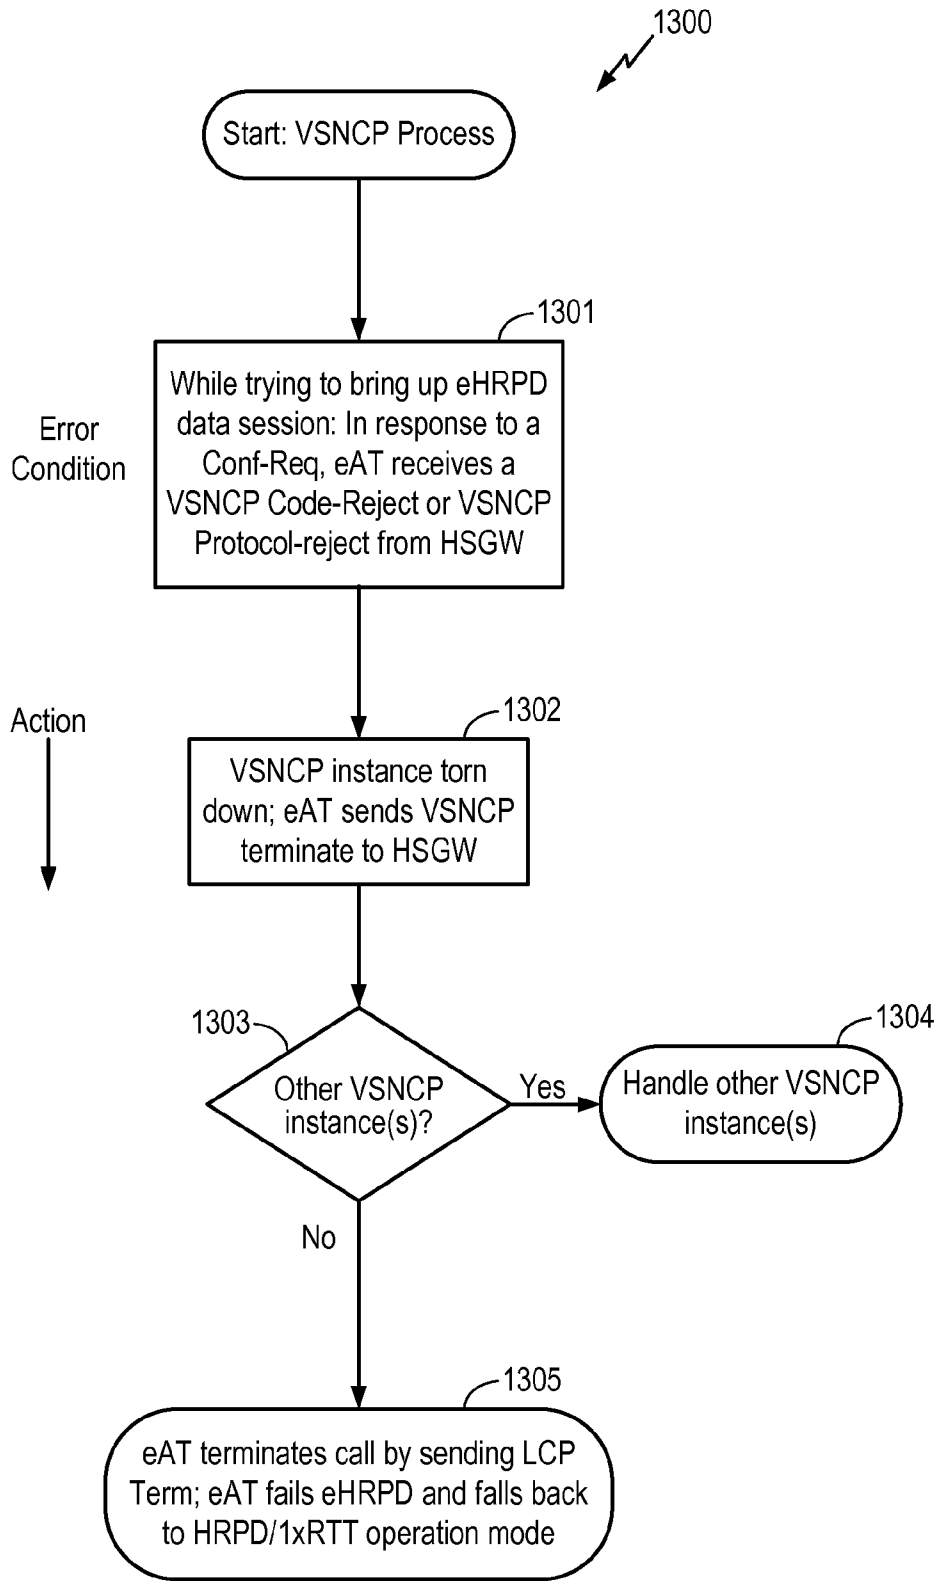 1300
Start: VSNCP Process
1301
Error
Condition
While trying to bring up eHRPD
data session: In response to a
Conf-Req, eAT receives a
VSNCP Code-Reject or VSNCP
Protocol-reject from HSGW
Action
1302
VSNCP instance torn
down; eAT sends VSNCP
terminate to HSGW
1303
Other VSNCP
instance(s)?
Yes
1304
Handle other VSNCP
instance(s)
No
1305
eAT terminates call by sending LCP
Term; eAT fails eHRPD and falls back
to HRPD/1xRTT operation mode